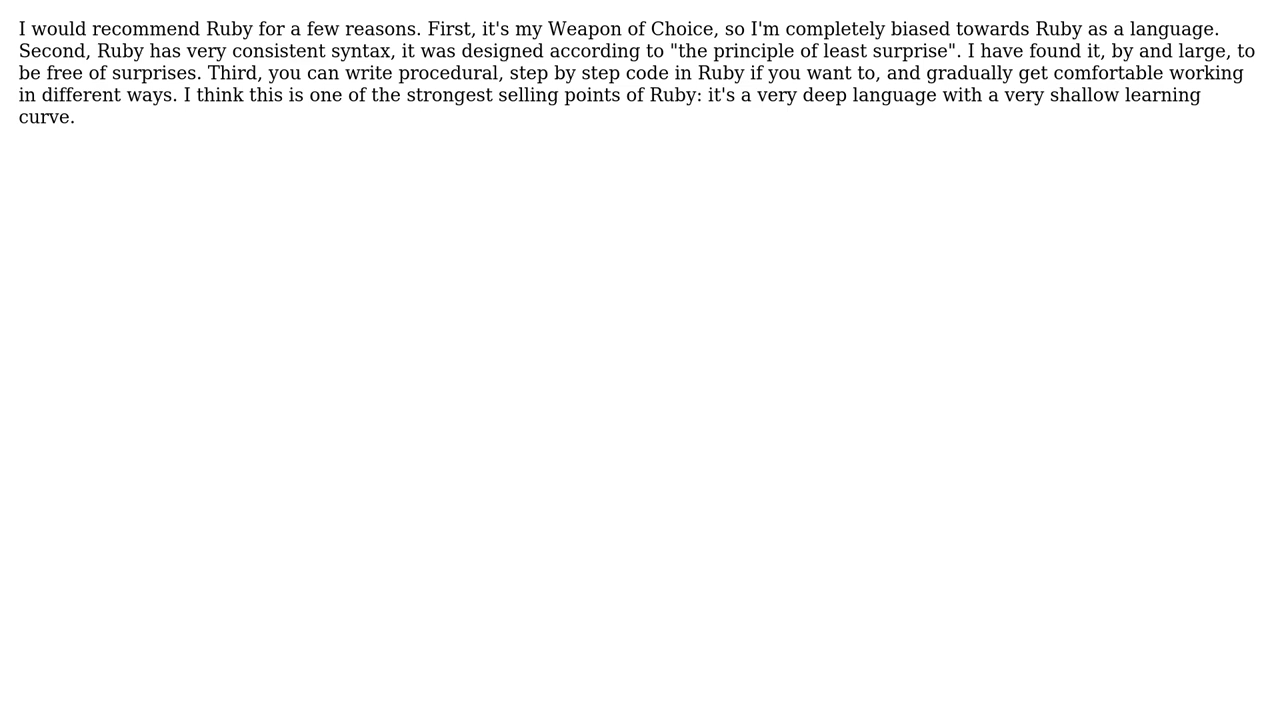 I would recommend Ruby for a few reasons. First, it's my Weapon of Choice, so I'm completely biased towards Ruby as a language.
Second, Ruby has very consistent syntax, it was designed according to "the principle of least surprise". I have found it, by and large, to
be free of surprises. Third, you can write procedural, step by step code in Ruby if you want to, and gradually get comfortable working
in different ways. I think this is one of the strongest selling points of Ruby: it's a very deep language with a very shallow learning
curve.